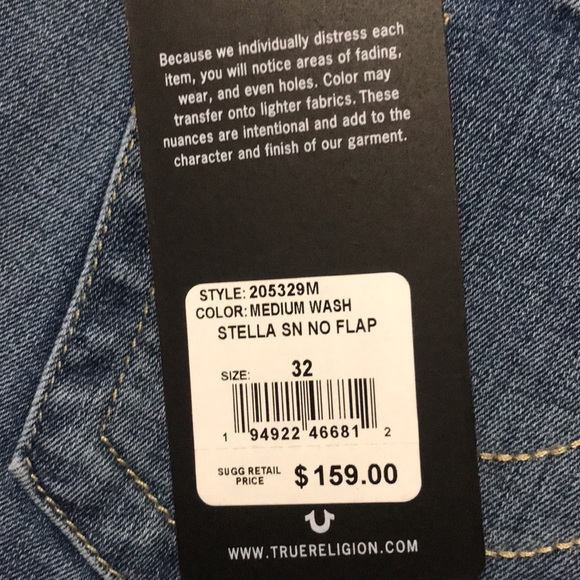 Because we individually distress each
item, you will notice areas of fading,
wear, and even holes. Color may
transfer onto lighter fabrics. These
nuances are intentional and add to the
character and finish of our garment.
STYLE: 205329M
COLOR: MEDIUM WASH
STELLA SN NO FLAP
SIZE: 32
1 94922 46681 2
SUGG RETAIL
PRICE $159.00
WWW.TRUERELIGION.COM